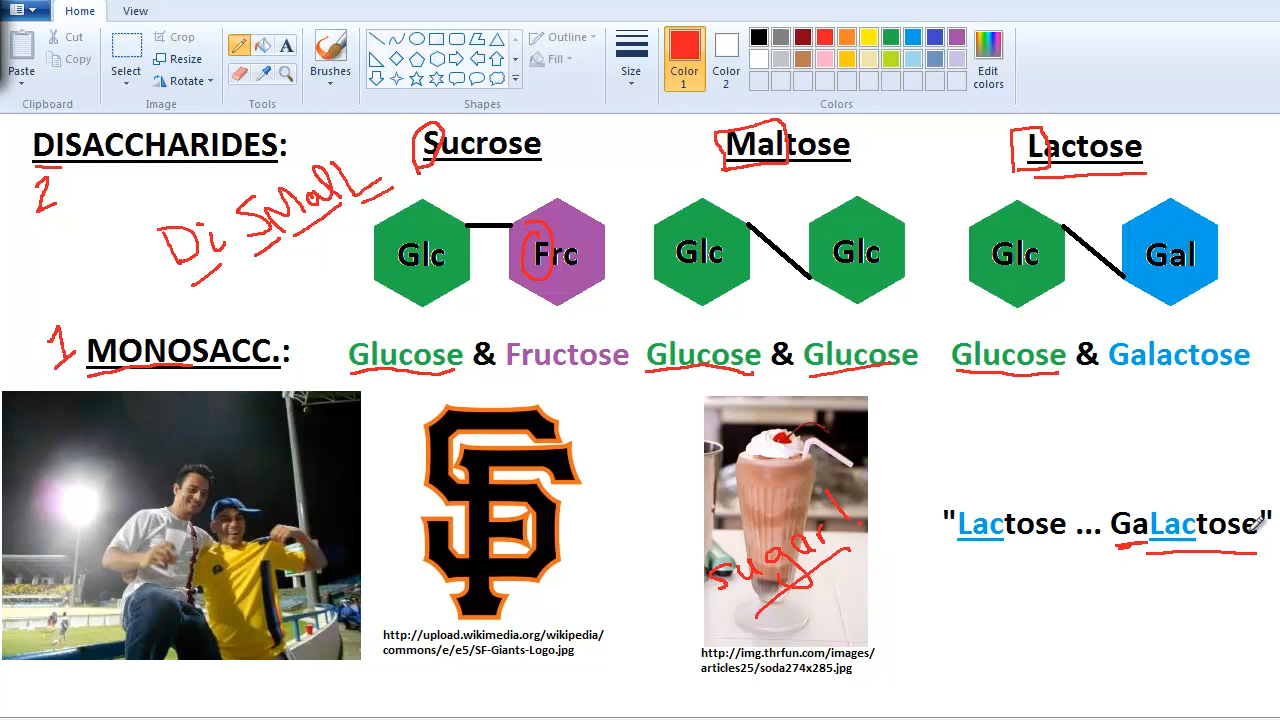 Home
View
Paste
Cut
Copy
Clipboard
Select
Crop
Resize
Rotate
Image
A
Tools
Brushes
Shapes
Outline
Fill
Size
Color
1
Color
2
Edit
colors
Colors
DISACCHARIDES:
Sucrose
Maltose
Lactose
2
Di SMalL
Glc
Frc
Glc
Glc
Glc
Gal
1
MONOSACC.:
Glucose & Fructose
Glucose & Glucose
Glucose & Galactose
SF
sugar!
"Lactose ... GaLactose"
http://upload.wikimedia.org/wikipedia/
commons/e/e5/SF-Giants-Logo.jpg
http://img.thrfun.com/images/
articles25/soda274x285.jpg